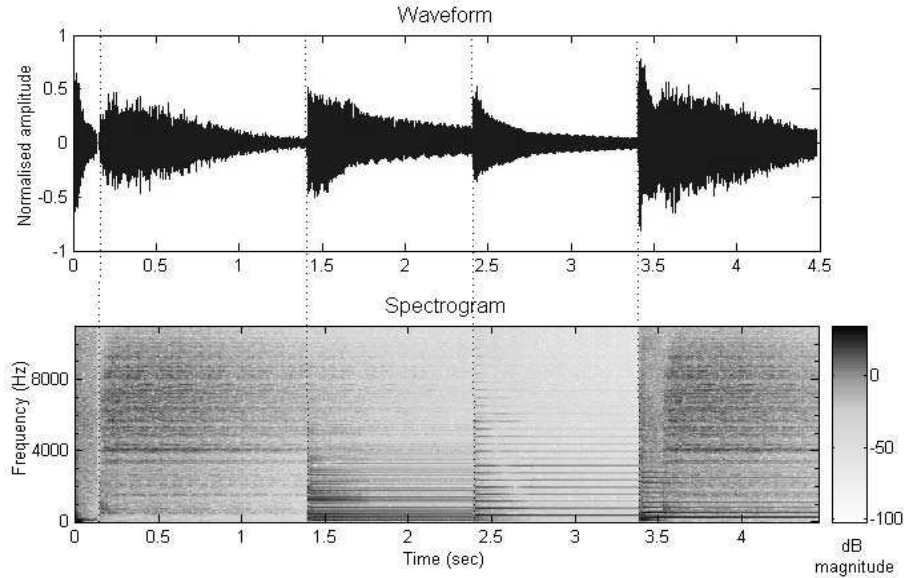 Waveform
Normalised amplitude
1
0.5
0
-0.5
-1
0 0.5 1 1.5 2 2.5 3 3.5 4 4.5
Spectrogram
Frequency (Hz)
8000
4000
0
0 0.5 1 1.5 2 2.5 3 3.5 4
Time (sec)
0
-50
-100
dB
magnitude